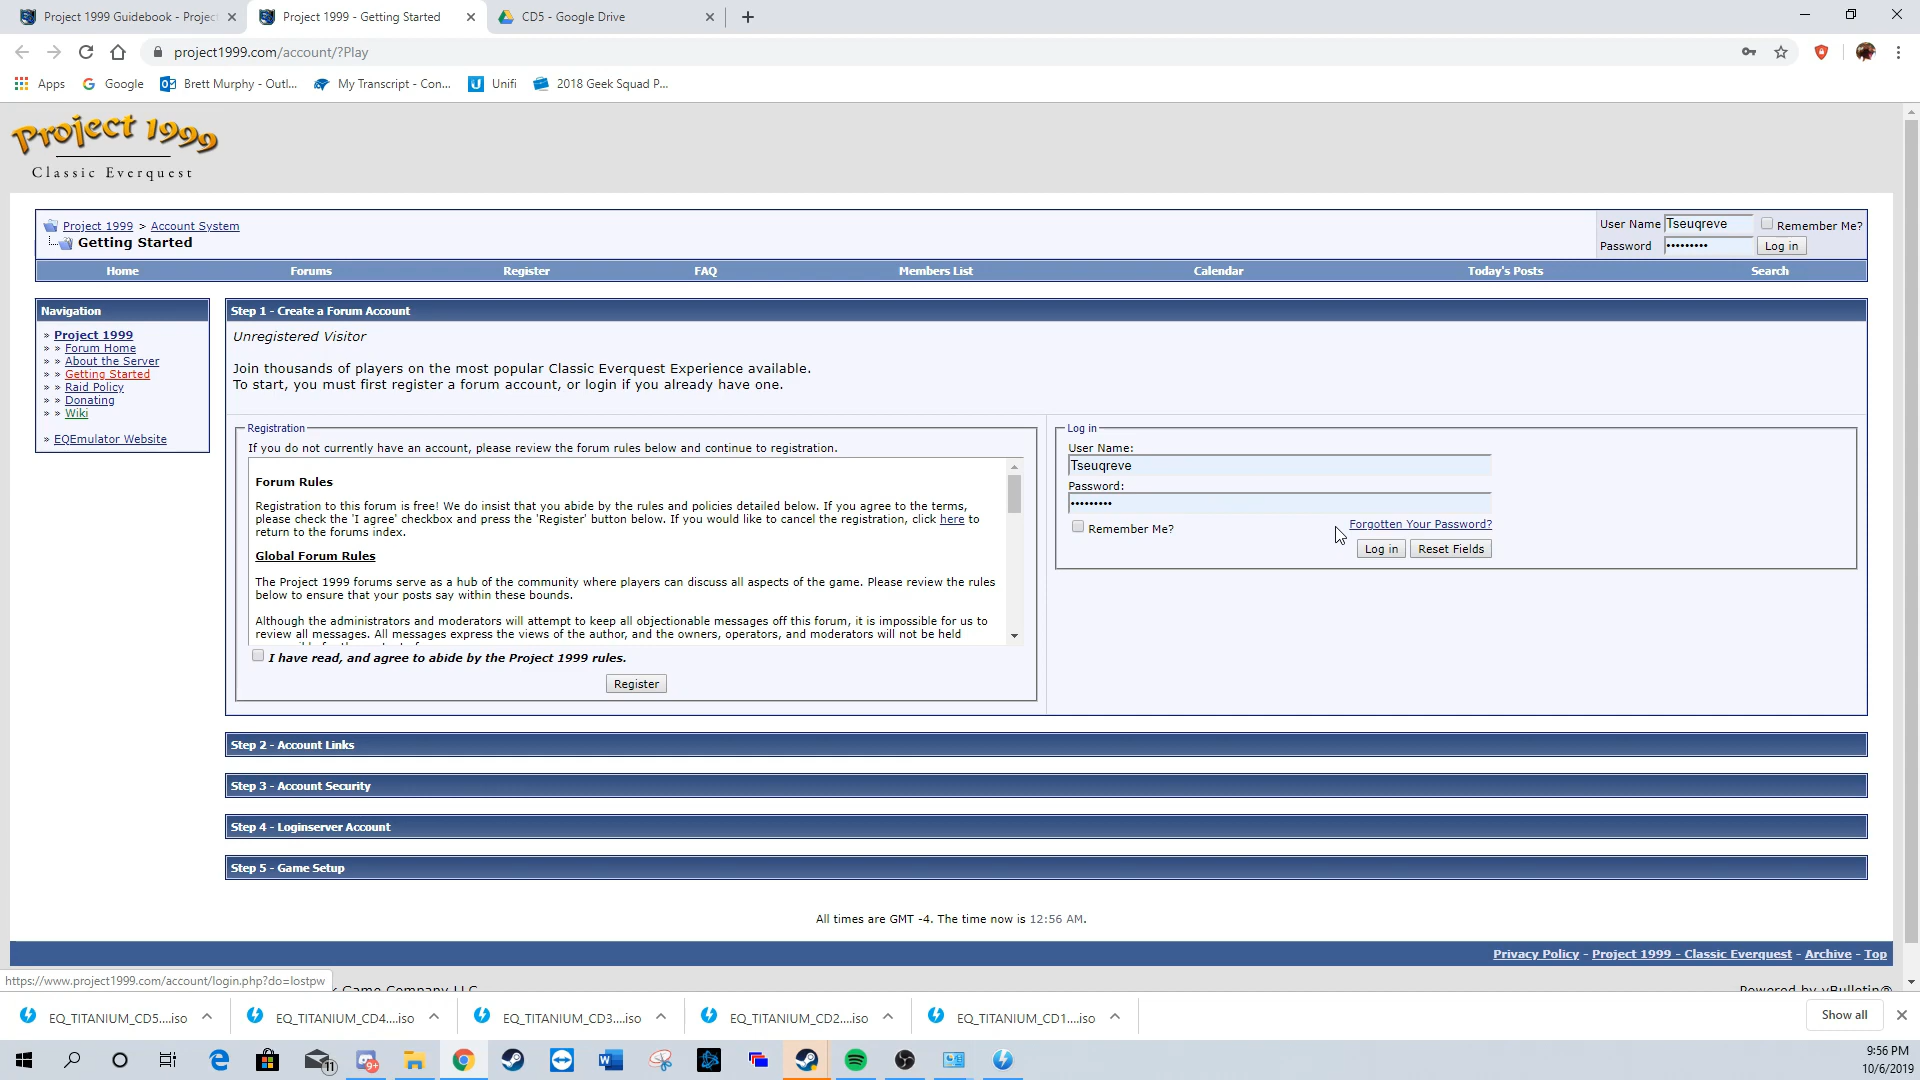 Project 1999 Guidebook - Projec
Project 1999 - Getting Started
CD5 - Google Drive
project1999.com/account/?Play
Apps
Google
Brett Murphy - Outl...
My Transcript - Con...
Unifi
2018 Geek Squad P...
Project 1999
Classic Everquest
Project 1999 > Account System
Getting Started
User Name Tseuqreve Remember Me?
Password ••••••••• Log in
Home Forums Register FAQ Members List Calendar Today's Posts Search
Navigation
» Project 1999
» » Forum Home
» » About the Server
» » Getting Started
» » Raid Policy
» » Donating
» » Wiki
» EQEmulator Website
Step 1 - Create a Forum Account
Unregistered Visitor
Join thousands of players on the most popular Classic Everquest Experience available.
To start, you must first register a forum account, or login if you already have one.
Registration
If you do not currently have an account, please review the forum rules below and continue to registration.
Forum Rules
Registration to this forum is free! We do insist that you abide by the rules and policies detailed below. If you agree to the terms,
please check the 'I agree' checkbox and press the 'Register' button below. If you would like to cancel the registration, click here to
return to the forums index.
Global Forum Rules
The Project 1999 forums serve as a hub of the community where players can discuss all aspects of the game. Please review the rules
below to ensure that your posts say within these bounds.
Although the administrators and moderators will attempt to keep all objectionable messages off this forum, it is impossible for us to
review all messages. All messages express the views of the author, and the owners, operators, and moderators will not be held
I have read, and agree to abide by the Project 1999 rules.
Register
Log in
User Name:
Tseuqreve
Password:
•••••••••
Remember Me?
Forgotten Your Password?
Log in Reset Fields
Step 2 - Account Links
Step 3 - Account Security
Step 4 - Loginserver Account
Step 5 - Game Setup
All times are GMT -4. The time now is 12:56 AM.
Privacy Policy - Project 1999 - Classic Everquest - Archive - Top
https://www.project1999.com/account/login.php?do=lostpw
Game Company LLC
Powered by vBulletin®
EQ_TITANIUM_CD5....iso
EQ_TITANIUM_CD4....iso
EQ_TITANIUM_CD3....iso
EQ_TITANIUM_CD2....iso
EQ_TITANIUM_CD1....iso
Show all
11
9+
9:56 PM
10/6/2019